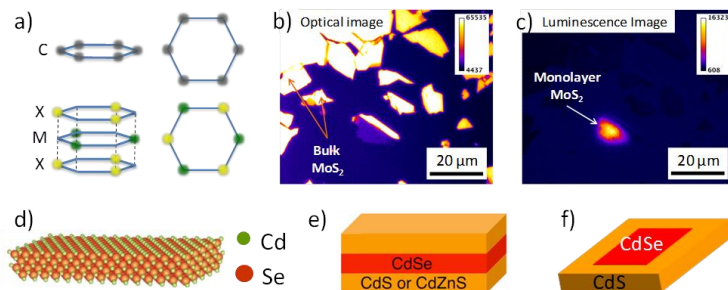 a)
C
X
M
X
b)
Optical image
65535
4437
Bulk
MoS₂
20 μm
c)
Luminescence Image
16323
608
Monolayer
MoS₂
20 μm
d)
Cd
Se
e)
CdSe
CdS or CdZnS
f)
CdSe
CdS